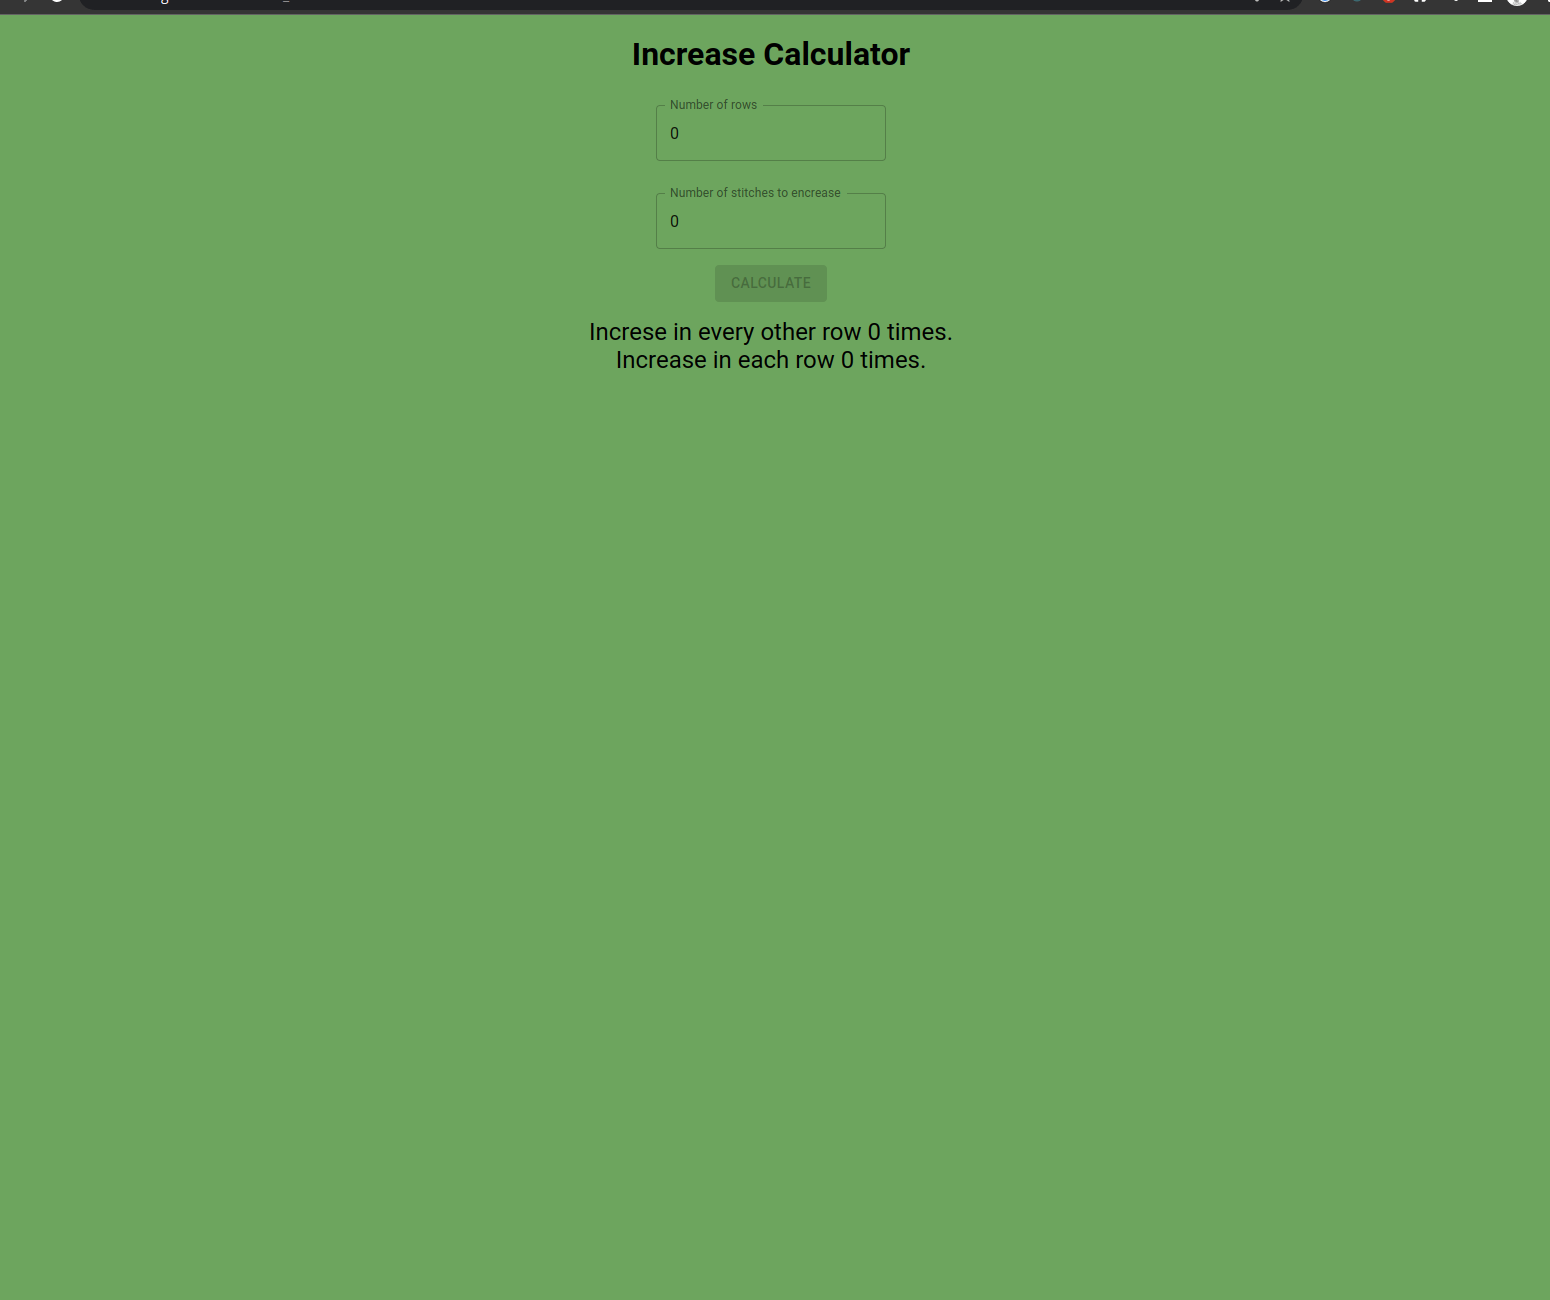 Increase Calculator
Number of rows
0
Number of stitches to encrease
0
CALCULATE
Increse in every other row 0 times.
Increase in each row 0 times.